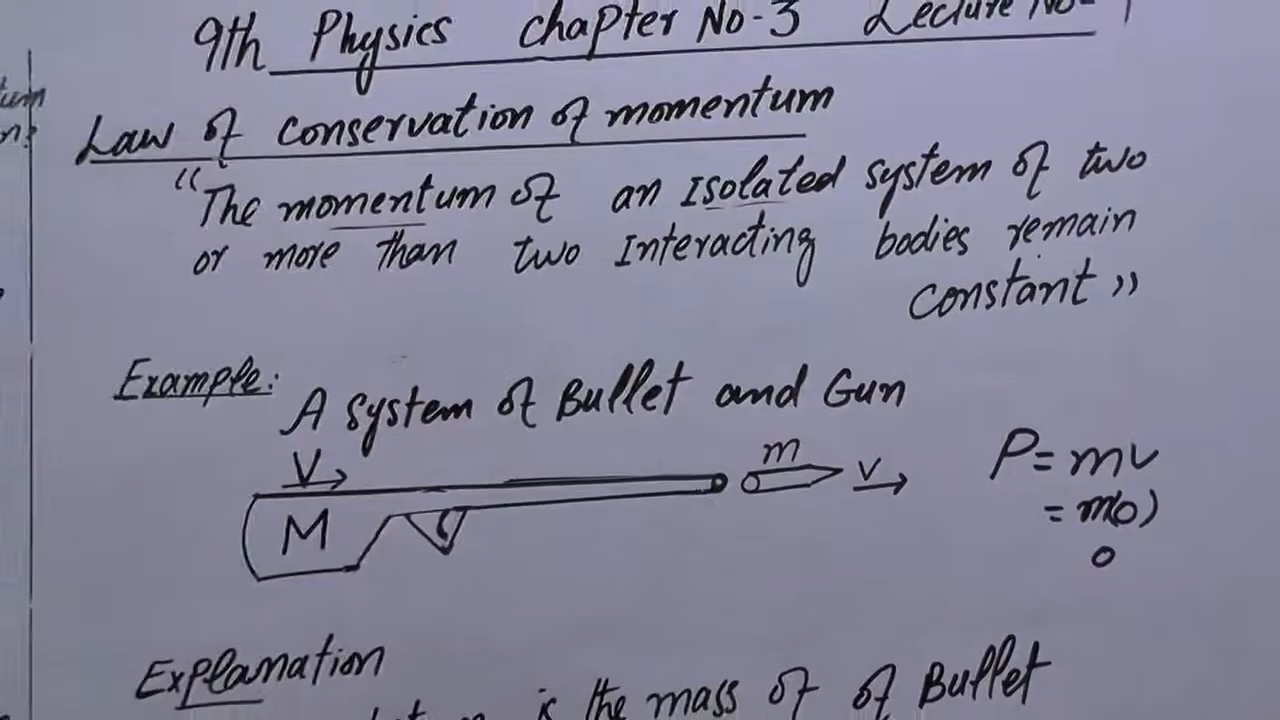 9th Physics chapter No-3 Lecture No-
Law of conservation of momentum
"The momentum of an Isolated system of two
or more than two Interacting bodies remain
constant"
Example:
A system of Bullet and Gun
V
m
v
M
P=mv
=m(o)
o
Explanation
is the mass of of Bullet